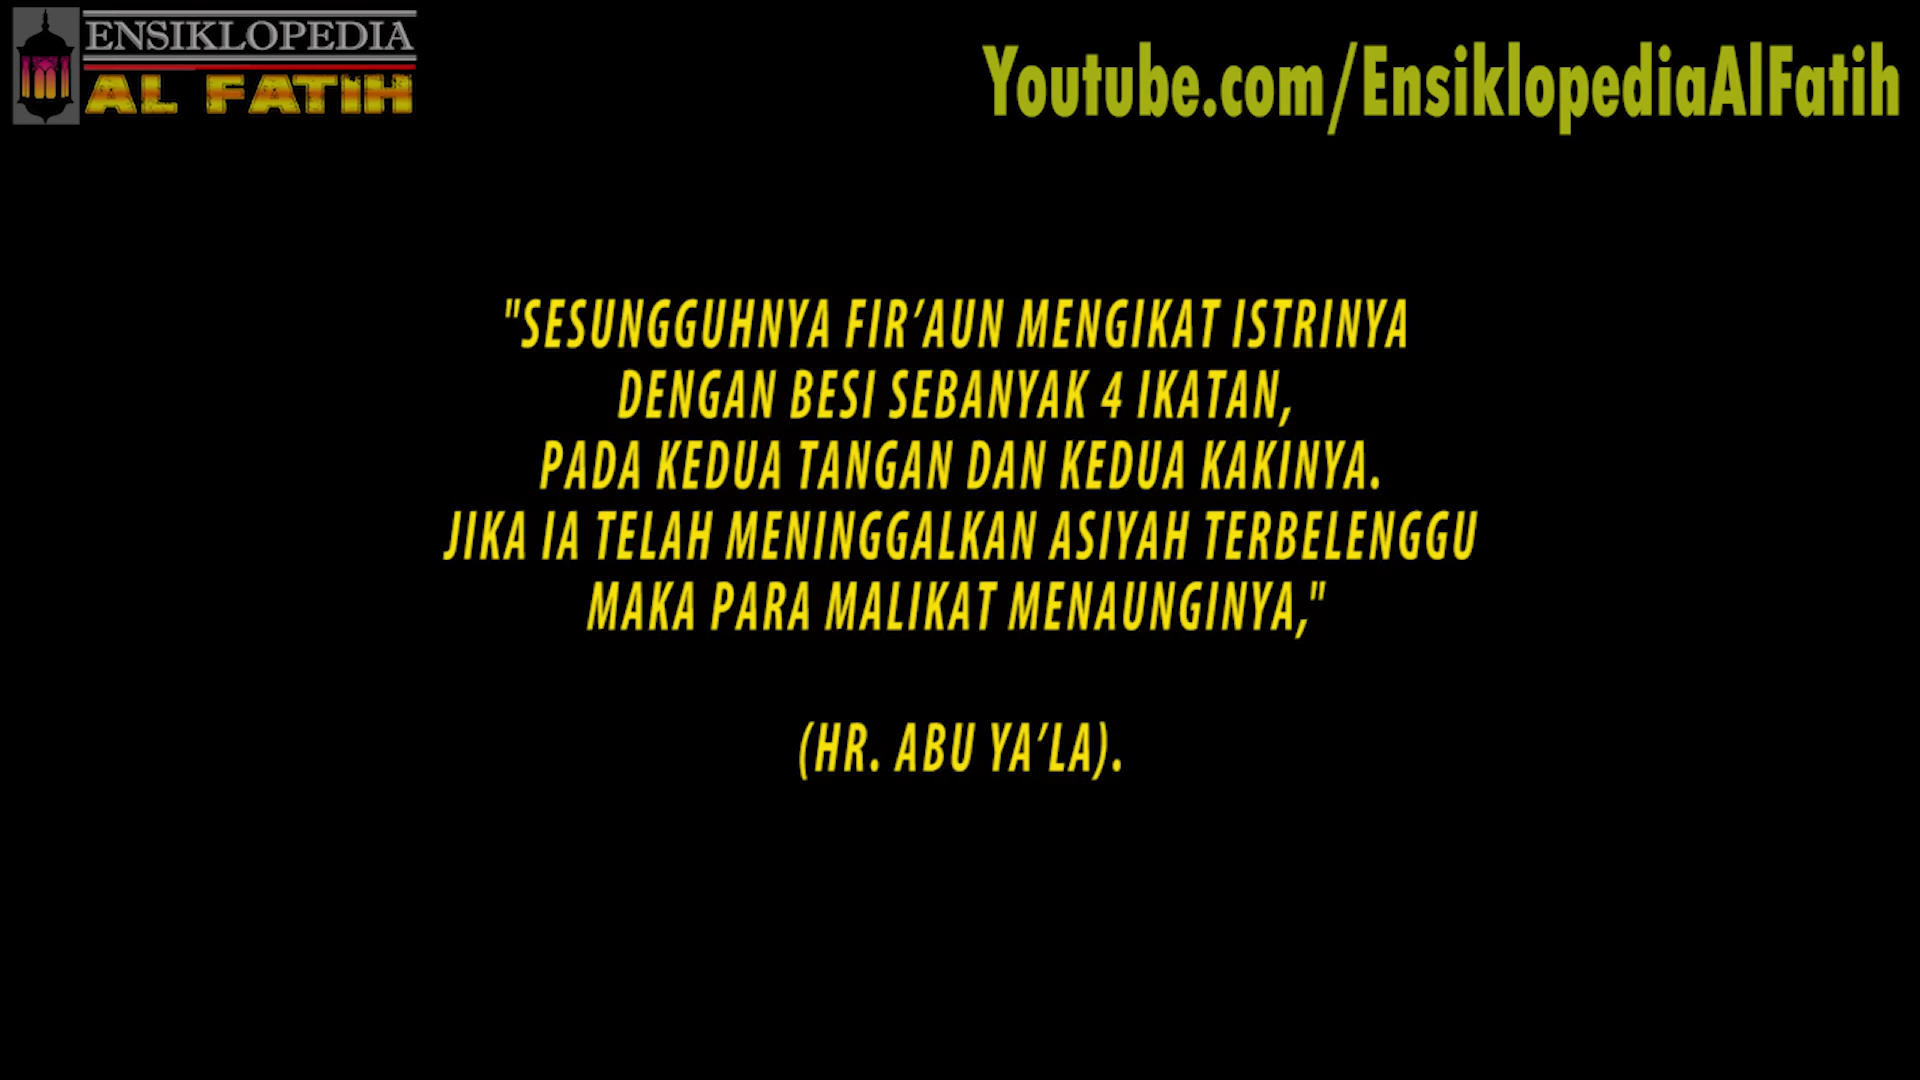 ENSIKLOPEDIA
AL FATIH
Youtube.com/EnsiklopediaAlFatih
"SESUNGGUHNYA FIR’AUN MENGIKAT ISTRINYA
DENGAN BESI SEBANYAK 4 IKATAN,
PADA KEDUA TANGAN DAN KEDUA KAKINYA.
JIKA IA TELAH MENINGGALKAN ASIYAH TERBELENGGU
MAKA PARA MALIKAT MENAUNGINYA,"
(HR. ABU YA’LA).